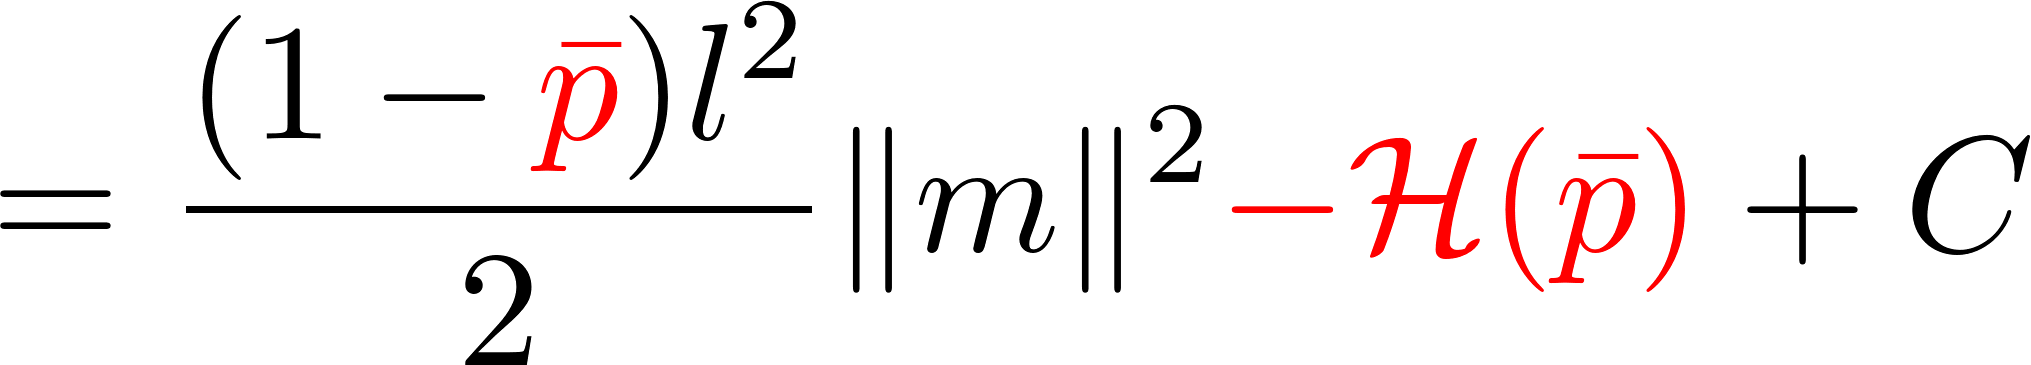 = \frac{(1 - \bar{p}) l^2}{2} \|m\|^2 - \mathcal{H}(\bar{p}) + C